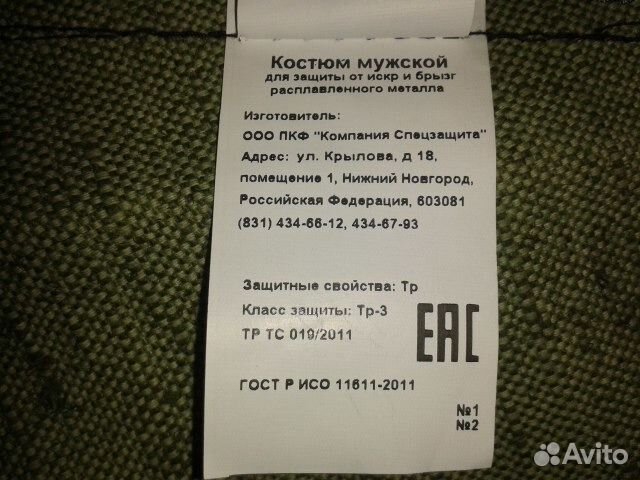 Костюм мужской
для защиты от искр и брызг
расплавленного металла
Изготовитель:
ООО ПКФ "Компания Спецзащита"
Адрес: ул. Крылова, д 18,
помещение 1, Нижний Новгород,
Российская Федерация, 603081
(831) 434-66-12, 434-67-93
Защитные свойства: Тр
Класс защиты: Тр-3
ТР ТС 019/2011
EAC
ГОСТ Р ИСО 11611-2011
№1
№2
Avito